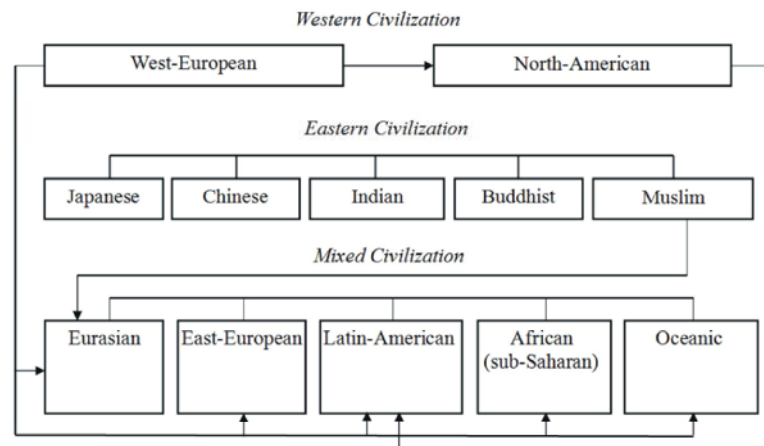 Western Civilization
West-European
North-American
Eastern Civilization
Japanese
Chinese
Indian
Buddhist
Muslim
Mixed Civilization
Eurasian
East-European
Latin-American
African
(sub-Saharan)
Oceanic